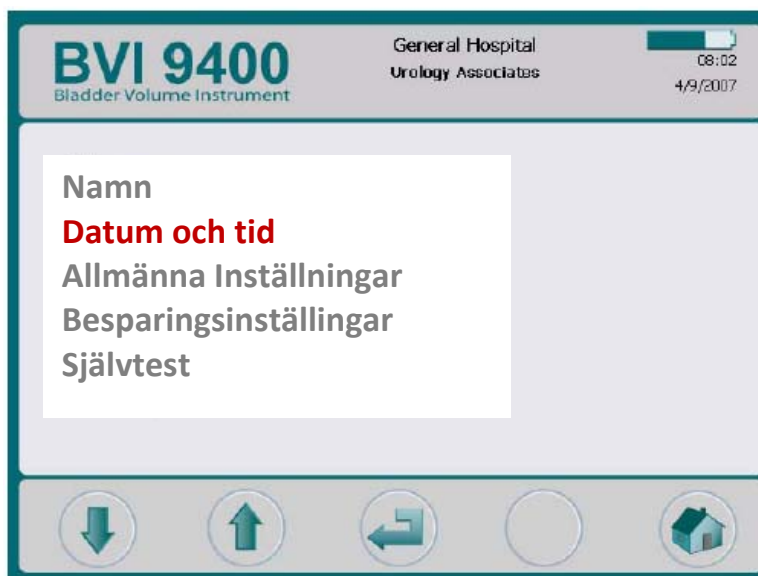 BVI 9400
Bladder Volume Instrument
General Hospital
Urology Associates
08:02
4/9/2007
Namn
Datum och tid
Allmänna Inställningar
Besparingsinställingar
Självtest